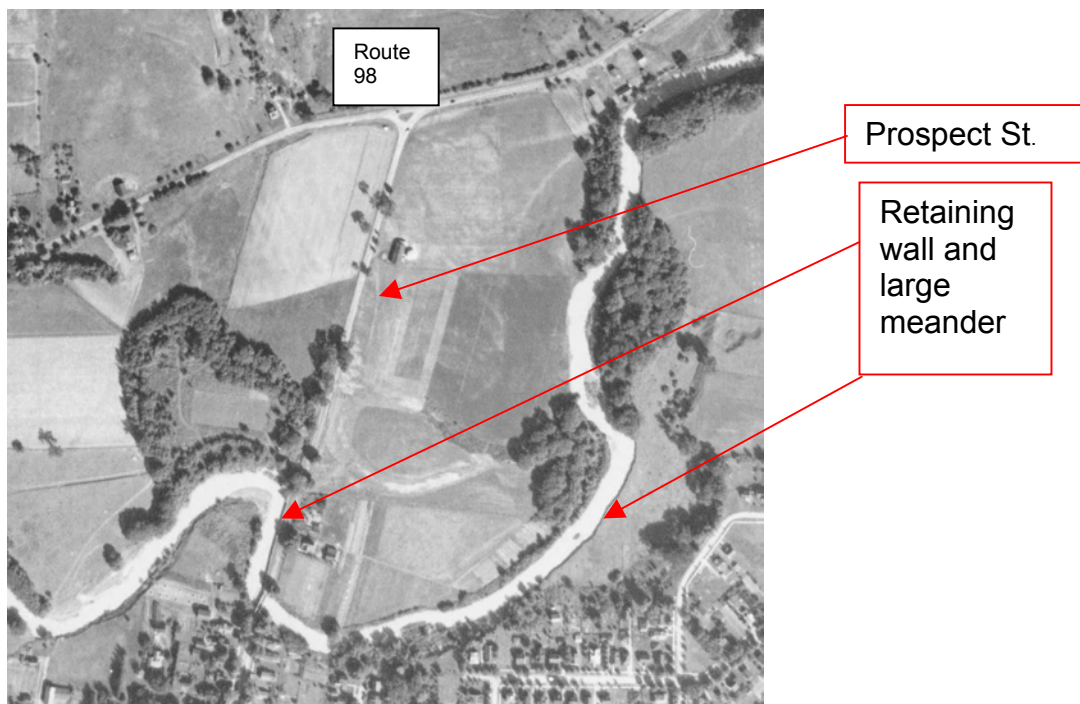 Route
98
Prospect St.
Retaining
wall and
large
meander